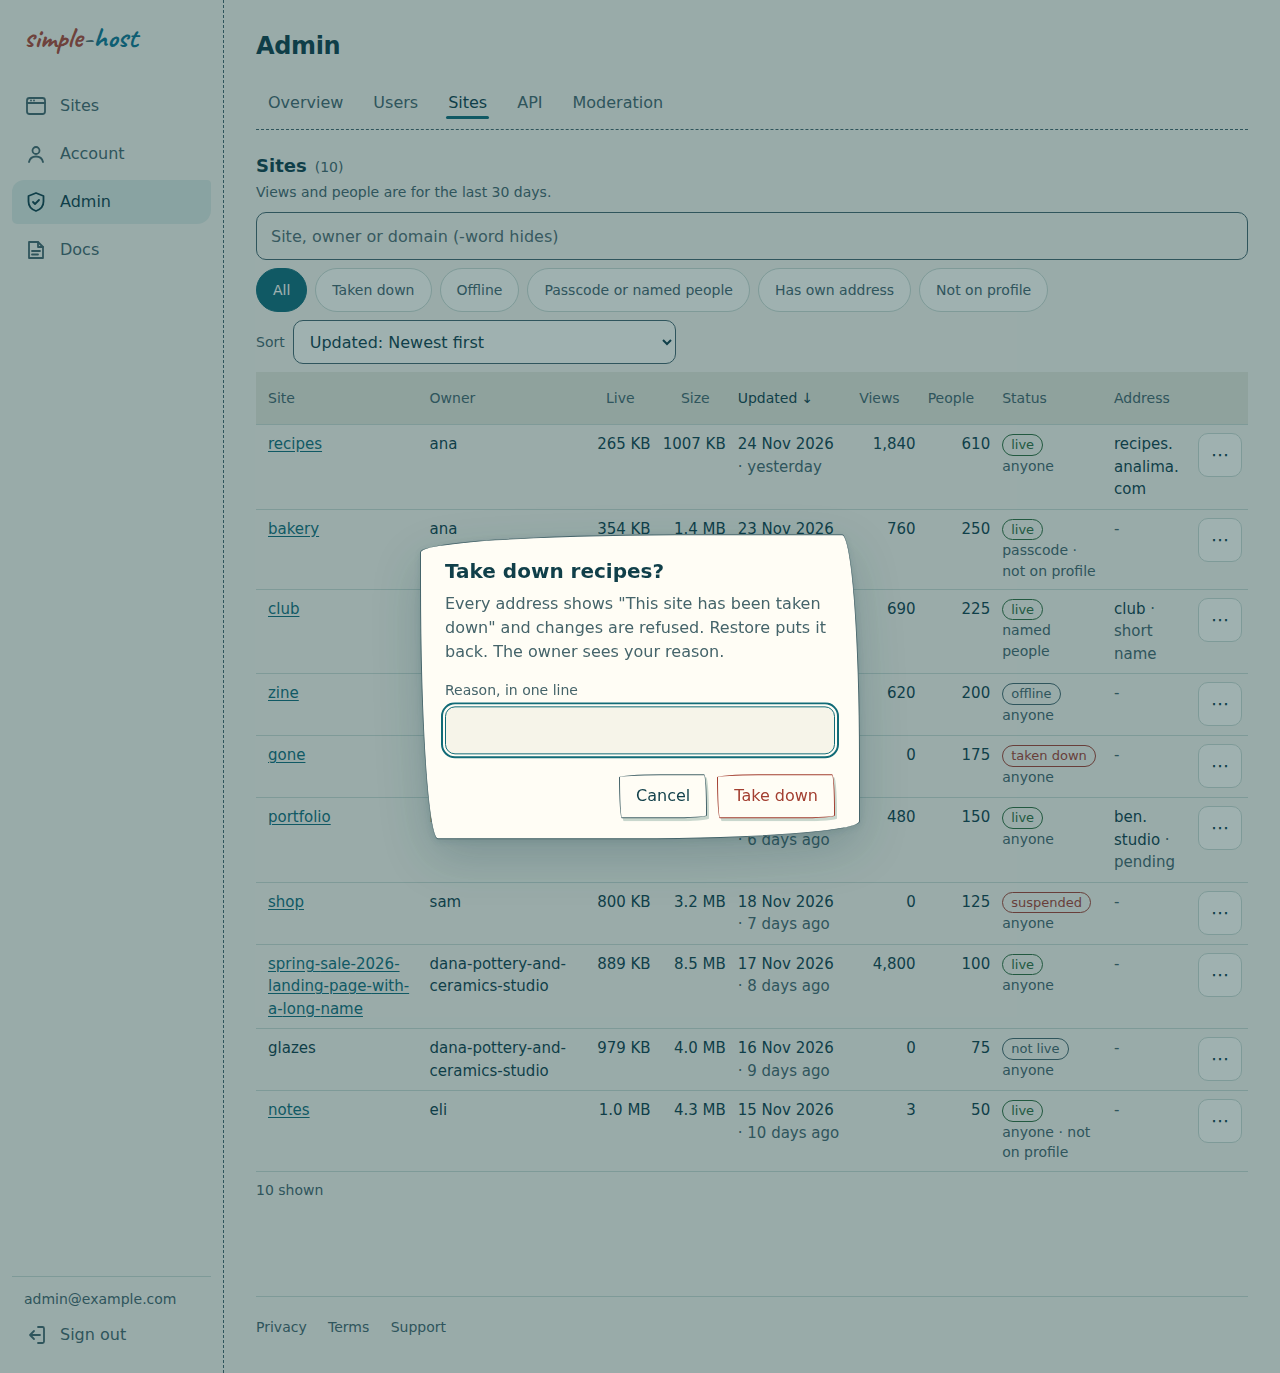 simple-host
Sites
Account
Admin
Docs
admin@example.com
Sign out
Admin
Overview Users Sites API Moderation
Sites (10)
Views and people are for the last 30 days.
Site, owner or domain (-word hides)
All Taken down Offline Passcode or named people Has own address Not on profile
Sort Updated: Newest first
Site Owner Live Size Updated ↓ Views People Status Address
recipes ana 265 KB 1007 KB 24 Nov 2026 1,840 610 live recipes.
· yesterday anyone analima.
com
bakery ana 354 KB 1.4 MB 23 Nov 2026 760 250 live -
passcode ·
not on profile
club 690 225 live club ·
named short
people name
zine 620 200 offline -
anyone
gone 0 175 taken down -
anyone
portfolio 480 150 live ben.
· 6 days ago anyone studio ·
pending
shop sam 800 KB 3.2 MB 18 Nov 2026 0 125 suspended -
· 7 days ago anyone
spring-sale-2026- dana-pottery-and- 889 KB 8.5 MB 17 Nov 2026 4,800 100 live -
landing-page-with- ceramics-studio · 8 days ago anyone
a-long-name
glazes dana-pottery-and- 979 KB 4.0 MB 16 Nov 2026 0 75 not live -
ceramics-studio · 9 days ago anyone
notes eli 1.0 MB 4.3 MB 15 Nov 2026 3 50 live -
· 10 days ago anyone · not
on profile
10 shown
Take down recipes?
Every address shows "This site has been taken
down" and changes are refused. Restore puts it
back. The owner sees your reason.
Reason, in one line
Cancel Take down
Privacy Terms Support